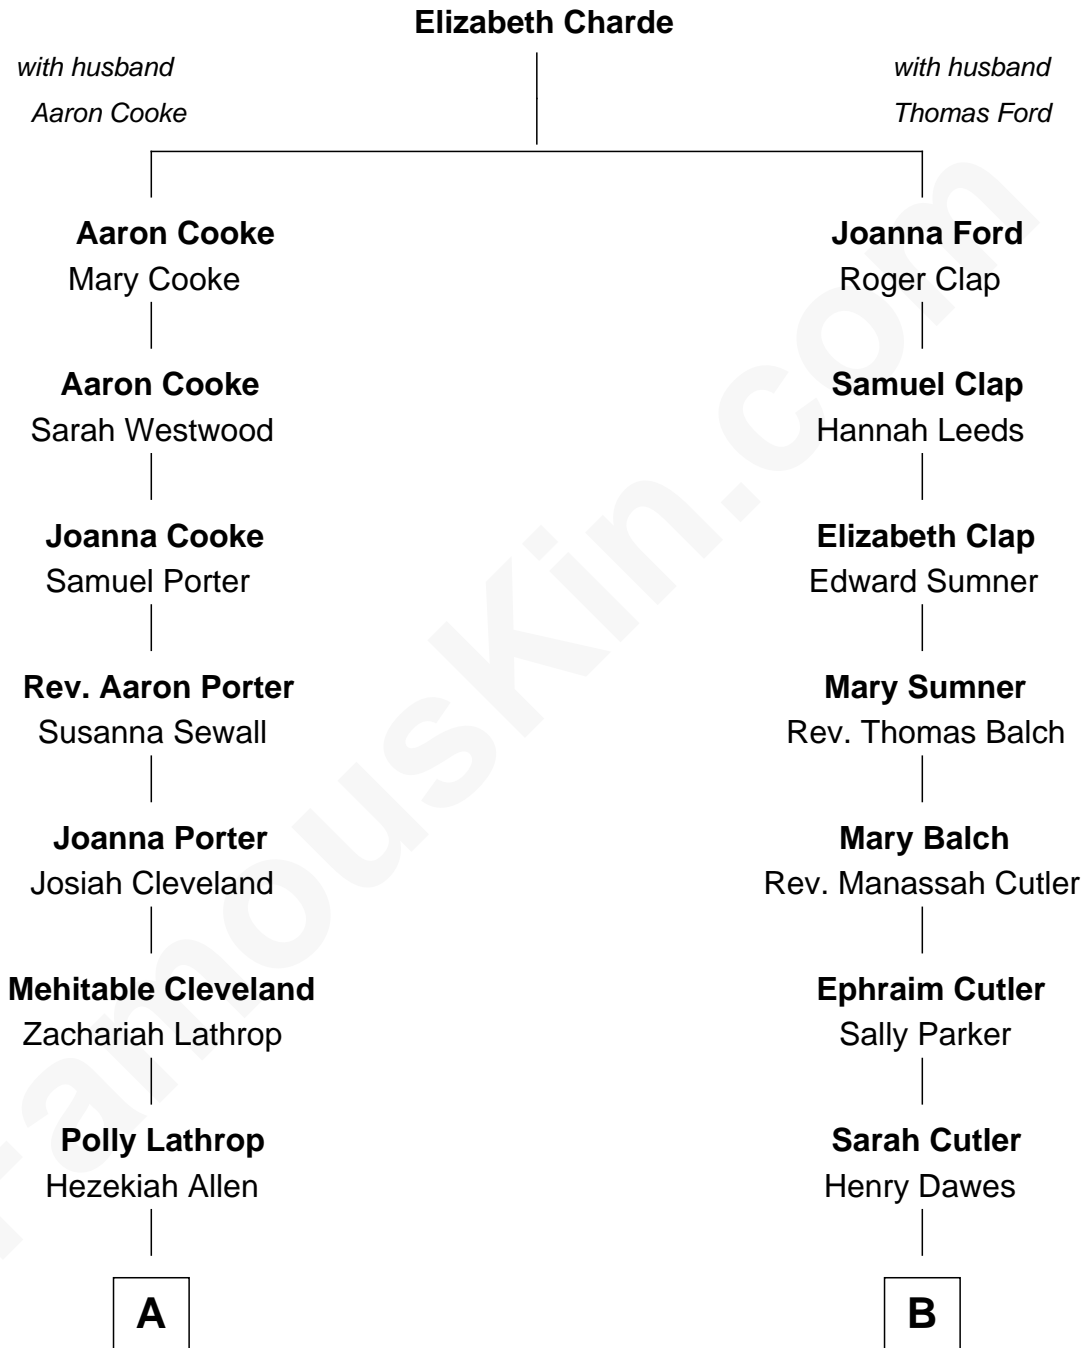 Elizabeth Charde
with husband
Aaron Cooke
with husband
Thomas Ford
Aaron Cooke
Mary Cooke
Joanna Ford
Roger Clap
Aaron Cooke
Sarah Westwood
Samuel Clap
Hannah Leeds
Joanna Cooke
Samuel Porter
Elizabeth Clap
Edward Sumner
Rev. Aaron Porter
Susanna Sewall
Mary Sumner
Rev. Thomas Balch
Joanna Porter
Josiah Cleveland
Mary Balch
Rev. Manassah Cutler
Mehitable Cleveland
Zachariah Lathrop
Ephraim Cutler
Sally Parker
Polly Lathrop
Hezekiah Allen
Sarah Cutler
Henry Dawes
A
B
FamousKin.com